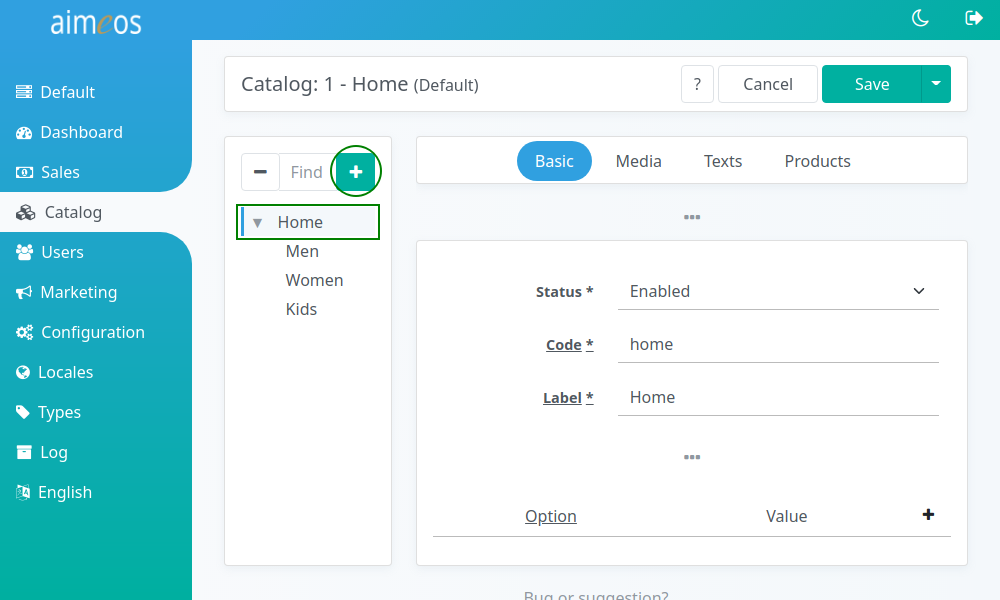 aimeos
Default
Dashboard
Sales
Catalog
Users
Marketing
Configuration
Locales
Types
Log
English
Catalog: 1 - Home (Default)
?
Cancel
Save
Find
Home
Men
Women
Kids
Basic
Media
Texts
Products
Status * Enabled
Code * home
Label * Home
Option Value
Bug or suggestion?